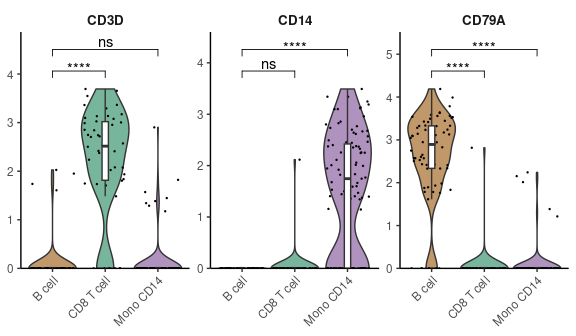 CD3D
CD14
CD79A
ns
****
4
3
2
1
0
B cell
CD8 T cell
Mono CD14
****
ns
4
3
2
1
0
B cell
CD8 T cell
Mono CD14
****
****
5
4
3
2
1
0
B cell
CD8 T cell
Mono CD14